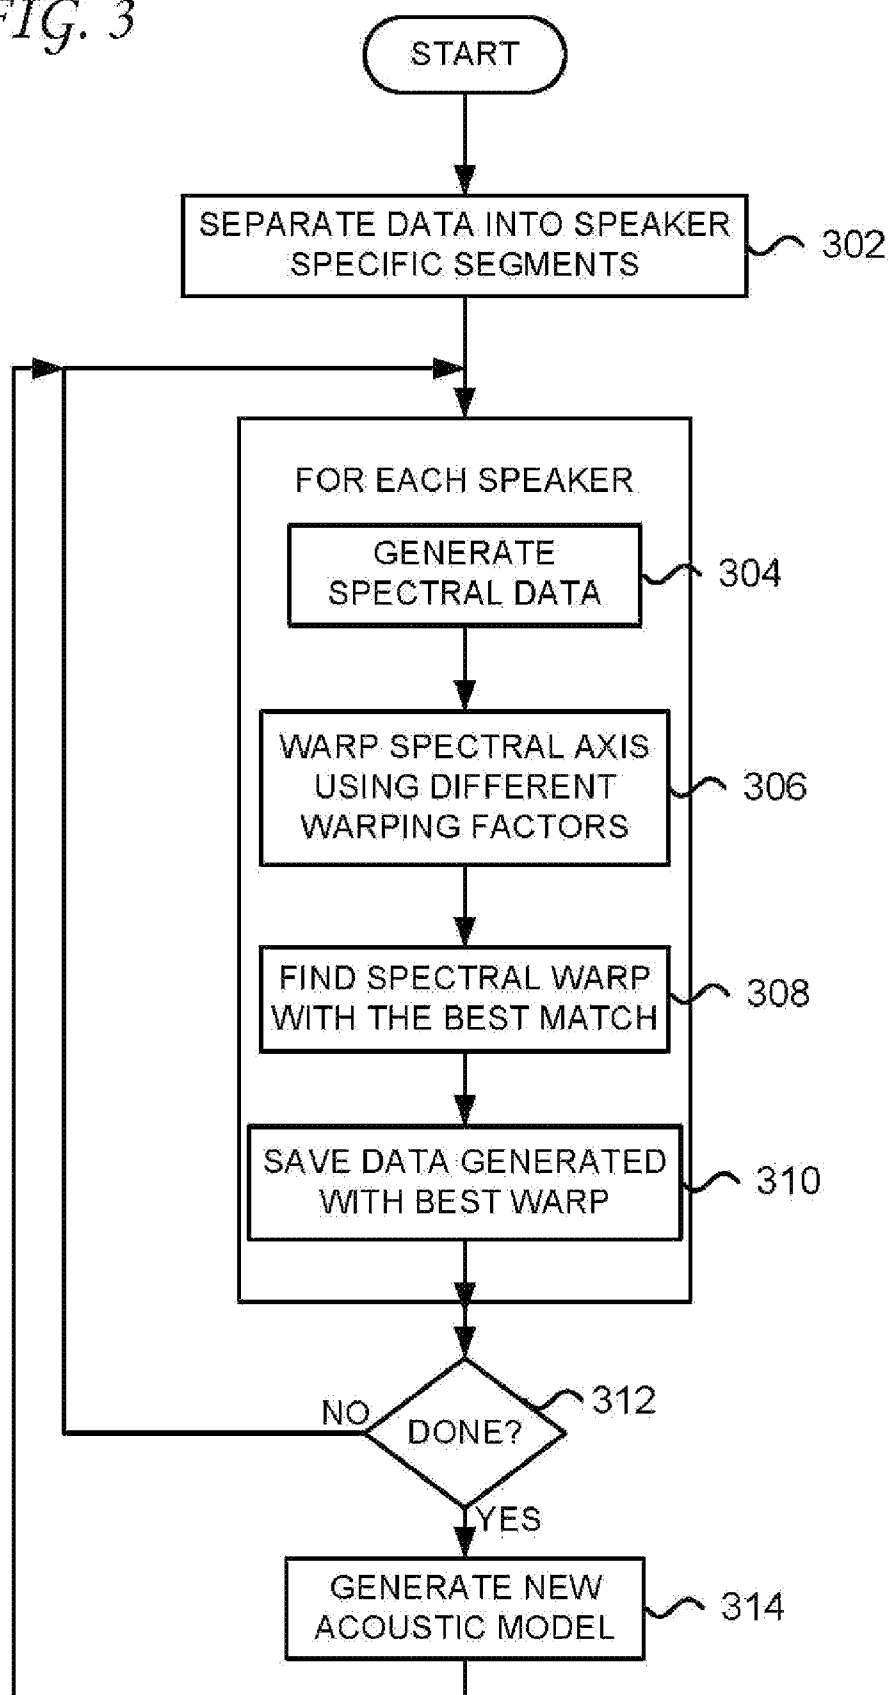 FIG. 3
START
SEPARATE DATA INTO SPEAKER
SPECIFIC SEGMENTS
302
FOR EACH SPEAKER
GENERATE
SPECTRAL DATA
304
WARP SPECTRAL AXIS
USING DIFFERENT
WARPING FACTORS
306
FIND SPECTRAL WARP
WITH THE BEST MATCH
308
SAVE DATA GENERATED
WITH BEST WARP
310
312
NO
DONE?
YES
GENERATE NEW
ACOUSTIC MODEL
314